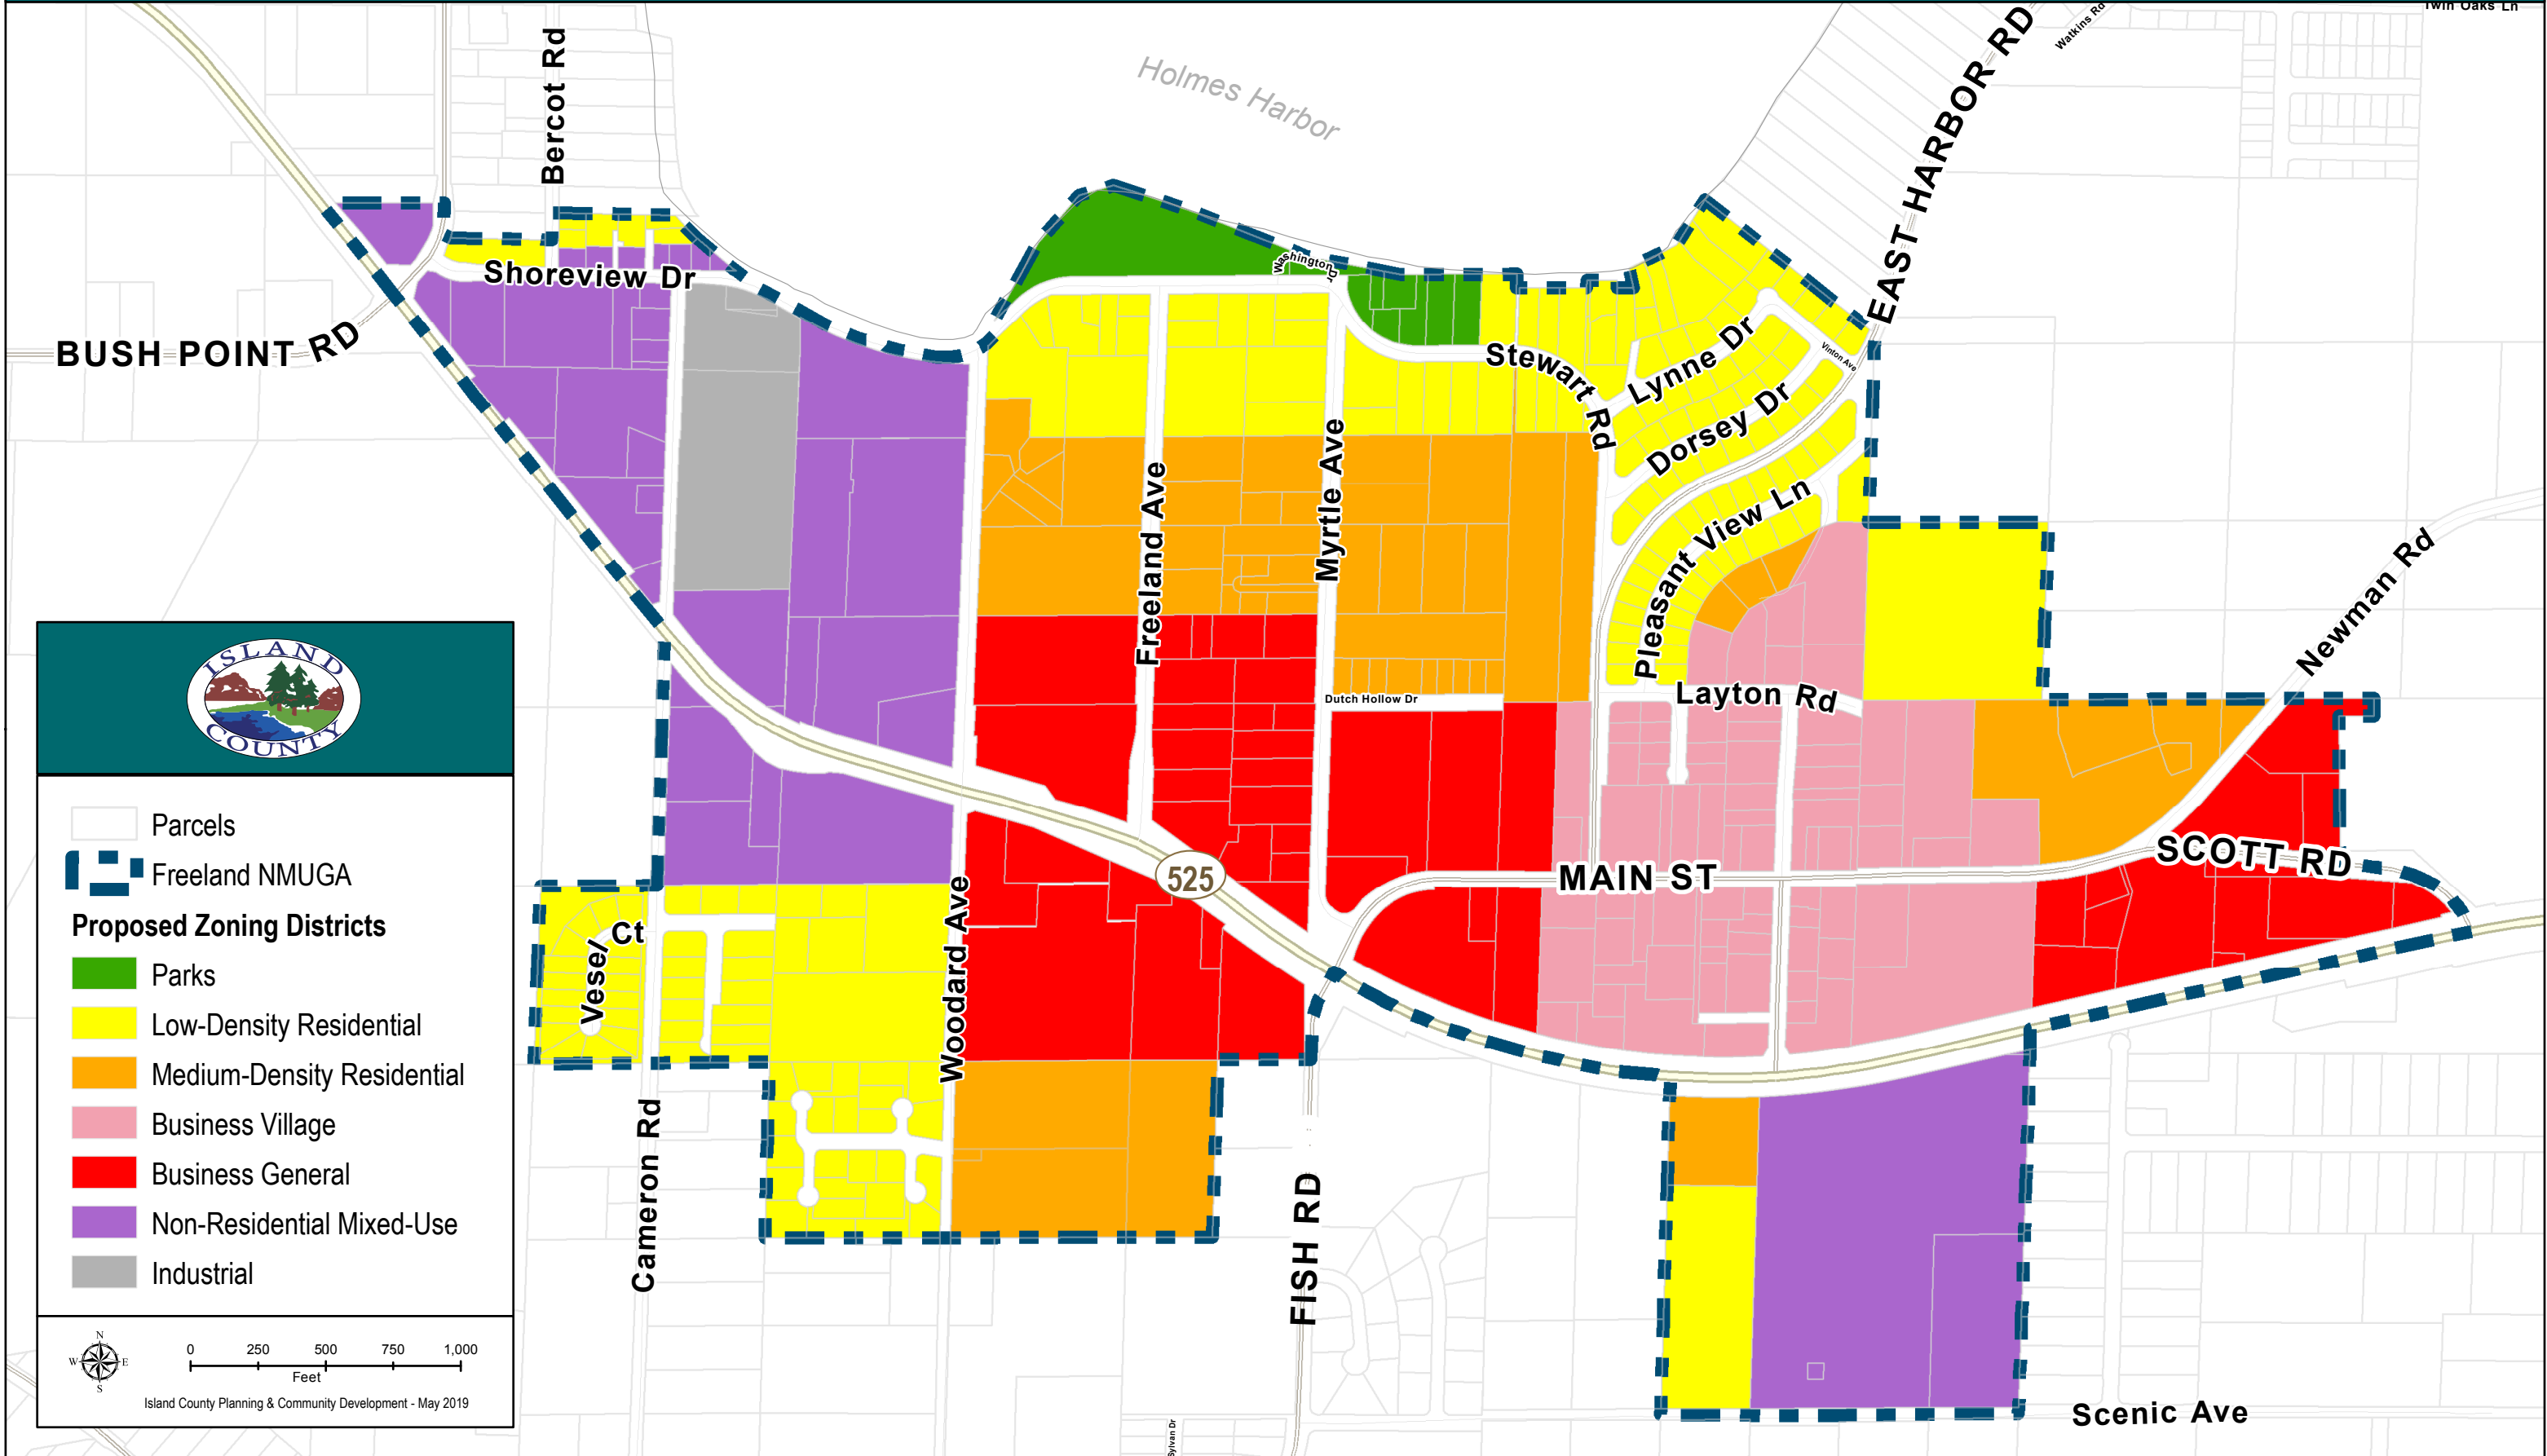 Twin Oaks Ln
Watkins Rd
EAST HARBOR RD
Bercot Rd
Holmes Harbor
Shoreview Dr
Washington Dr
BUSH POINT RD
Stewart Rd
Lynne Dr
Vinton Ave
Dorsey Dr
Pleasant View Ln
Freeland Ave
Myrtle Ave
Newman Rd
Layton Rd
Dutch Hollow Dr
MAIN ST
SCOTT RD
525
Vesel Ct
Woodard Ave
Cameron Rd
FISH RD
Sylvan Dr
Scenic Ave
ISLAND
COUNTY
Parcels
Freeland NMUGA
Proposed Zoning Districts
Parks
Low-Density Residential
Medium-Density Residential
Business Village
Business General
Non-Residential Mixed-Use
Industrial
N
W E
S
0 250 500 750 1,000
Feet
Island County Planning & Community Development - May 2019